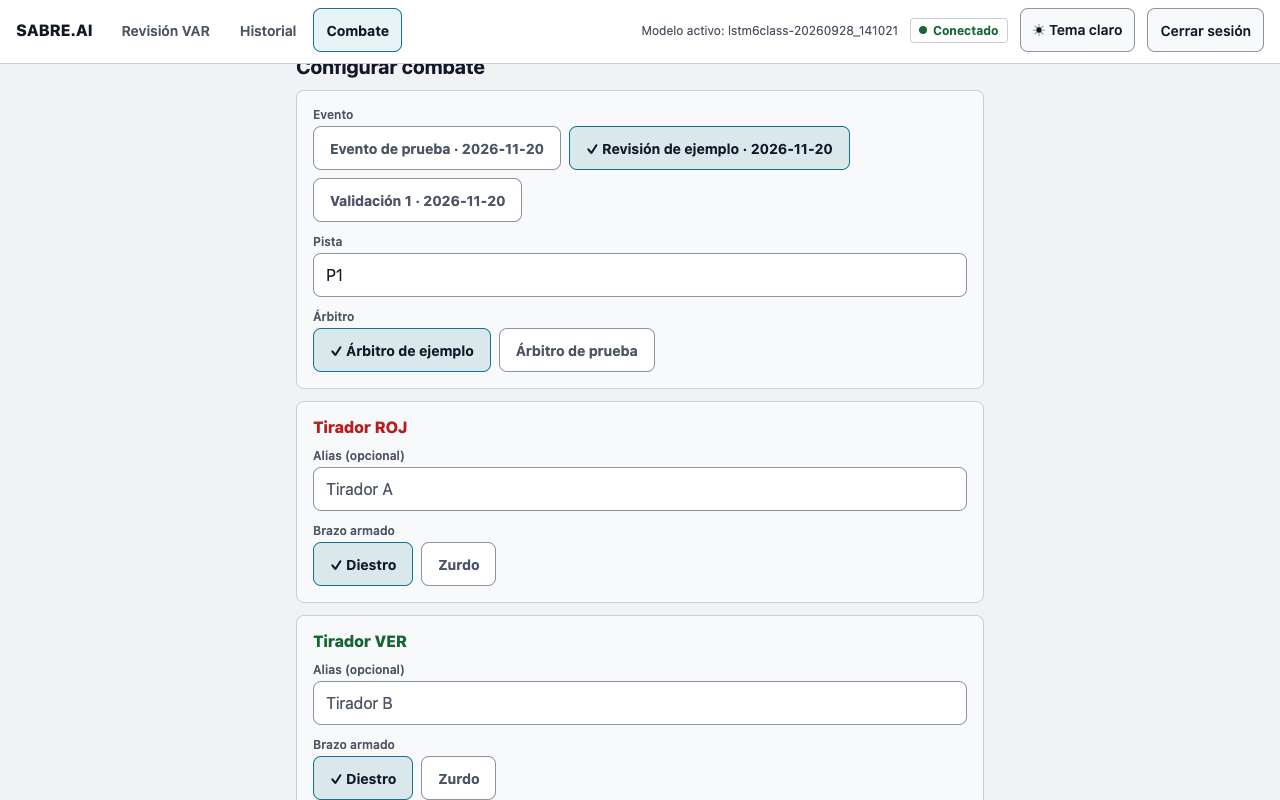 SABRE.AI Revisión VAR Historial Combate Modelo activo: lstm6class-20260928_141021 ● Conectado ☀ Tema claro Cerrar sesión
Configurar combate
Evento
Evento de prueba · 2026-11-20 ✓ Revisión de ejemplo · 2026-11-20
Validación 1 · 2026-11-20
Pista
P1
Árbitro
✓ Árbitro de ejemplo Árbitro de prueba
Tirador ROJ
Alias (opcional)
Tirador A
Brazo armado
✓ Diestro Zurdo
Tirador VER
Alias (opcional)
Tirador B
Brazo armado
✓ Diestro Zurdo